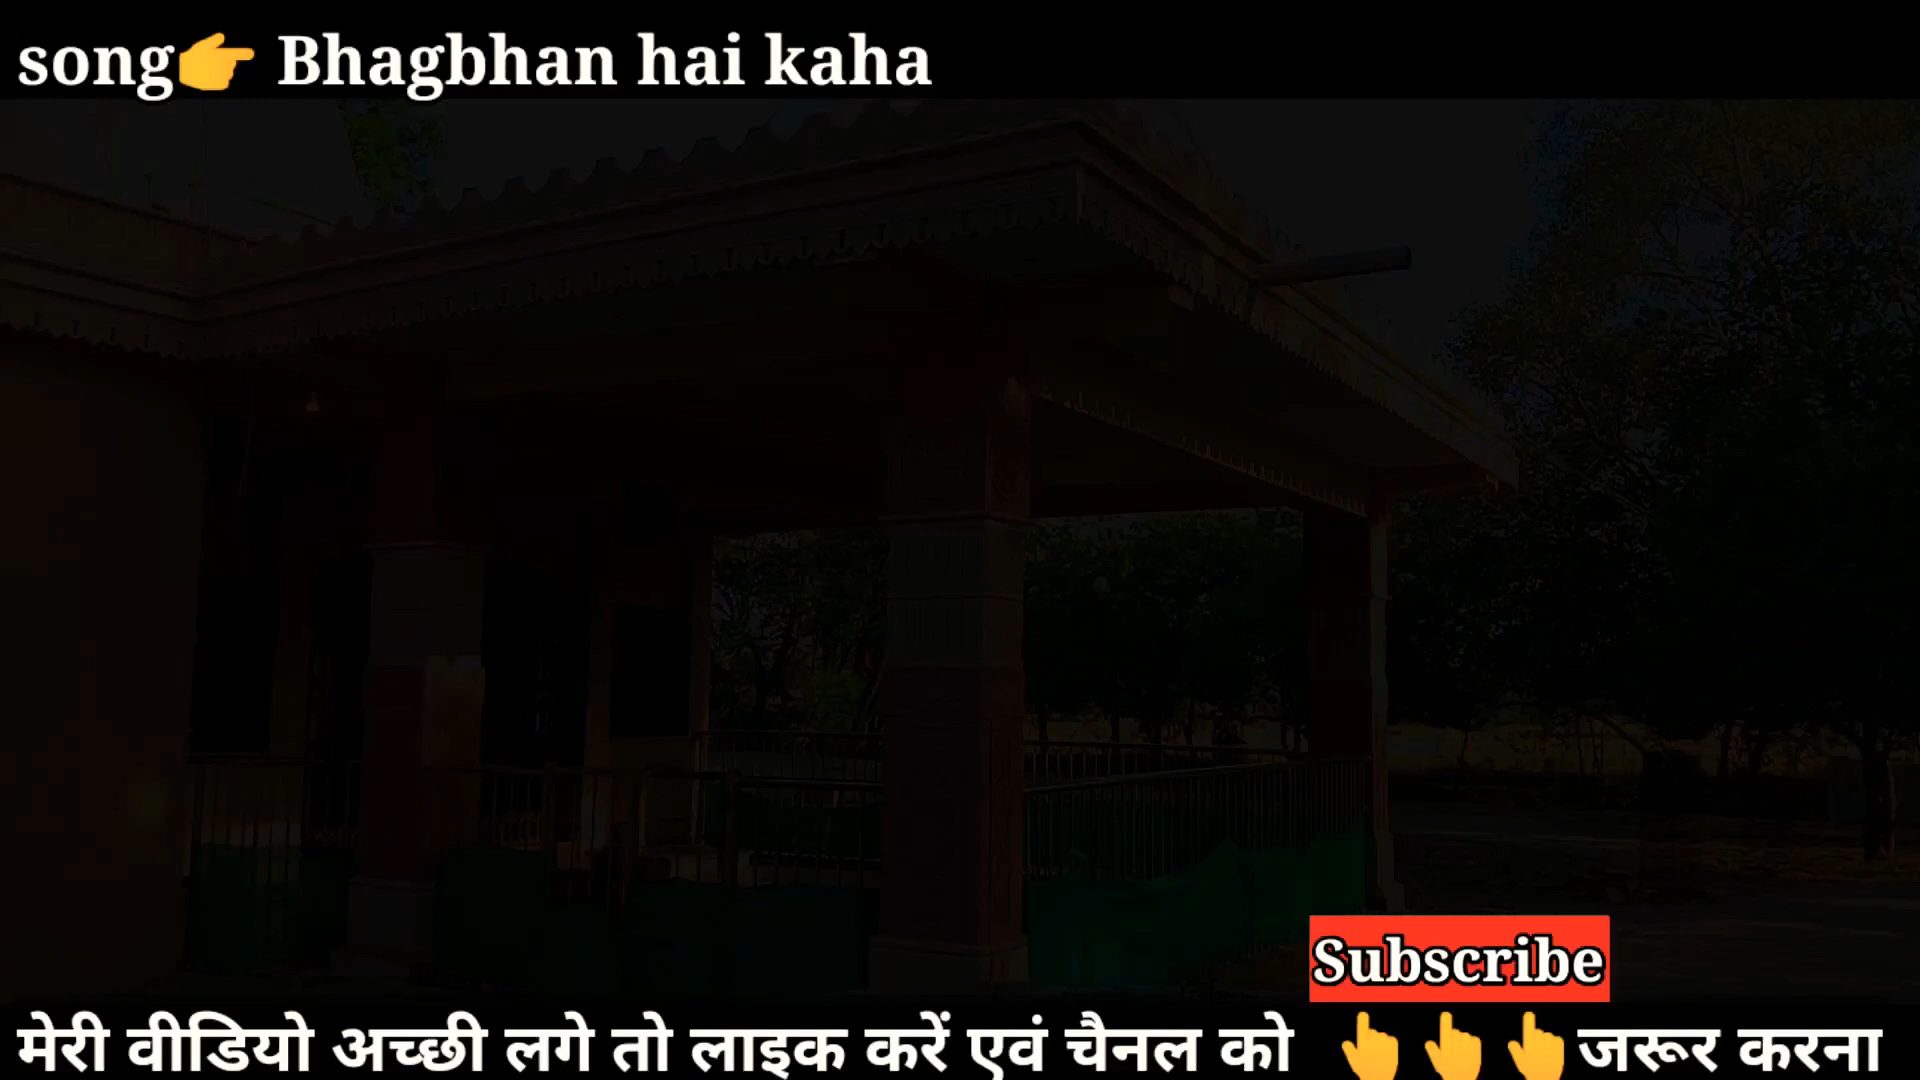 song👉 Bhagbhan hai kaha
Subscribe
मेरी वीडियो अच्छी लगे तो लाइक करें एवं चैनल को 👆👆👆जरूर करना